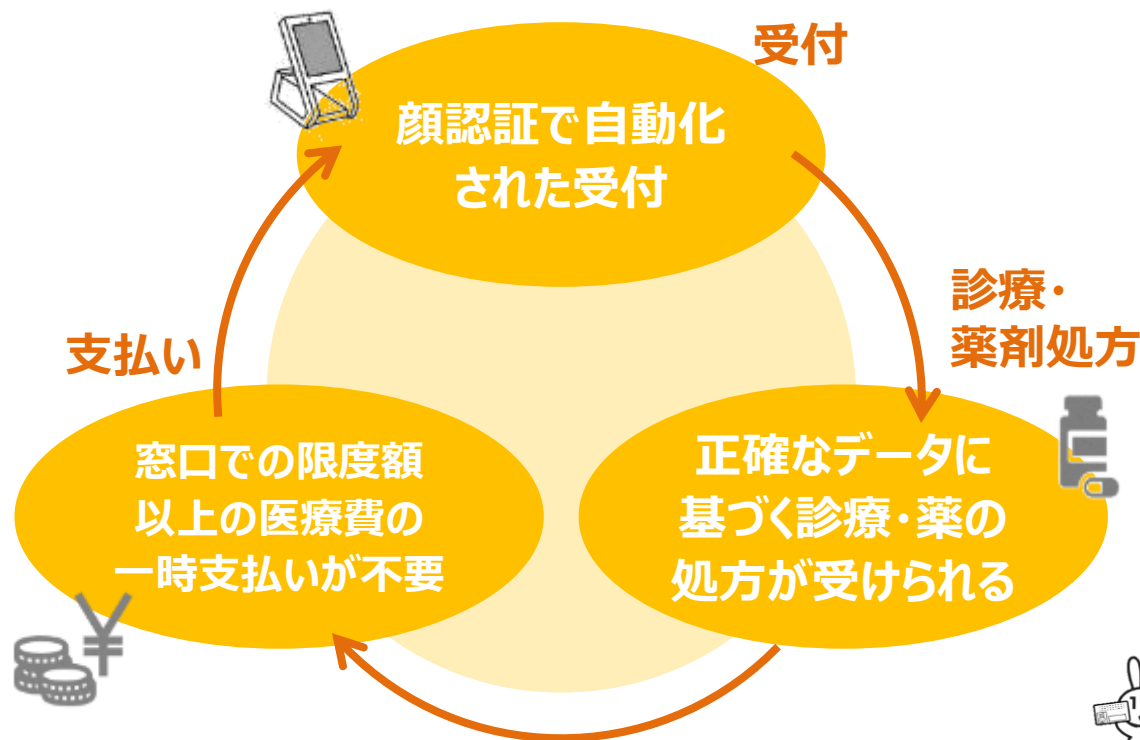 受付
顔認証で自動化
された受付
診療・
薬剤処方
正確なデータに
基づく診療・薬の
処方が受けられる
支払い
窓口での限度額
以上の医療費の
一時支払いが不要
¥